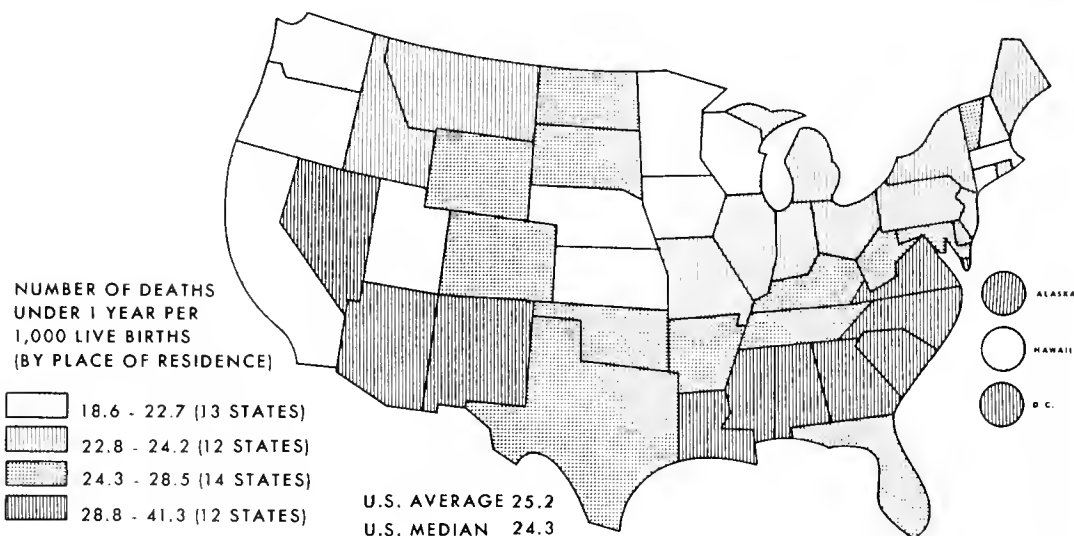 NUMBER OF DEATHS
UNDER 1 YEAR PER
1,000 LIVE BIRTHS
(BY PLACE OF RESIDENCE)
18.6 - 22.7 (13 STATES)
22.8 - 24.2 (12 STATES)
24.3 - 28.5 (14 STATES)
28.8 - 41.3 (12 STATES)
U.S. AVERAGE 25.2
U.S. MEDIAN 24.3
ALASKA
HAWAII
D.C.